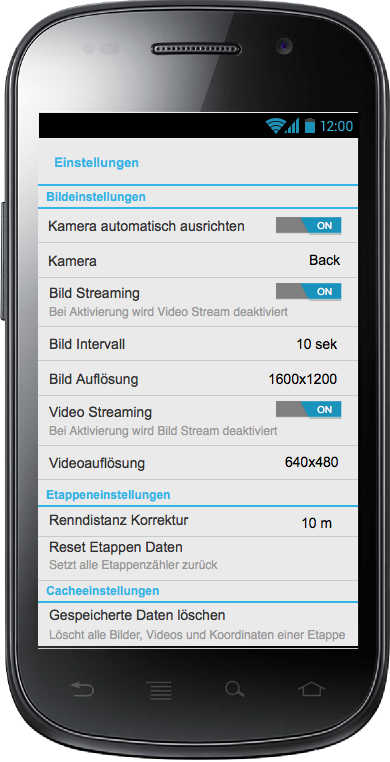 12:00
Einstellungen
Bildeinstellungen
Kamera automatisch ausrichten ON
Kamera Back
Bild Streaming ON
Bei Aktivierung wird Video Stream deaktiviert
Bild Intervall 10 sek
Bild Auflösung 1600x1200
Video Streaming ON
Bei Aktivierung wird Bild Stream deaktiviert
Videoauflösung 640x480
Etappeneinstellungen
Renndistanz Korrektur 10 m
Reset Etappen Daten
Setzt alle Etappenzähler zurück
Cacheeinstellungen
Gespeicherte Daten löschen
Löscht alle Bilder, Videos und Koordinaten einer Etappe